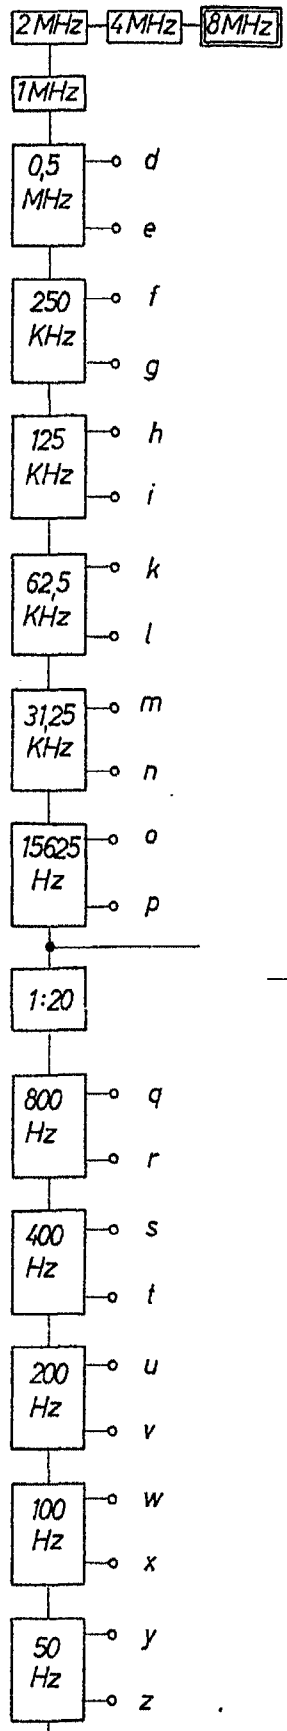 2 MHz 4 MHz 8 MHz
1 MHz
0,5
MHz
d
e
250
KHz
f
g
125
KHz
h
i
62,5
KHz
k
l
31,25
KHz
m
n
15625
Hz
o
p
1:20
800
Hz
q
r
400
Hz
s
t
200
Hz
u
v
100
Hz
w
x
50
Hz
y
z